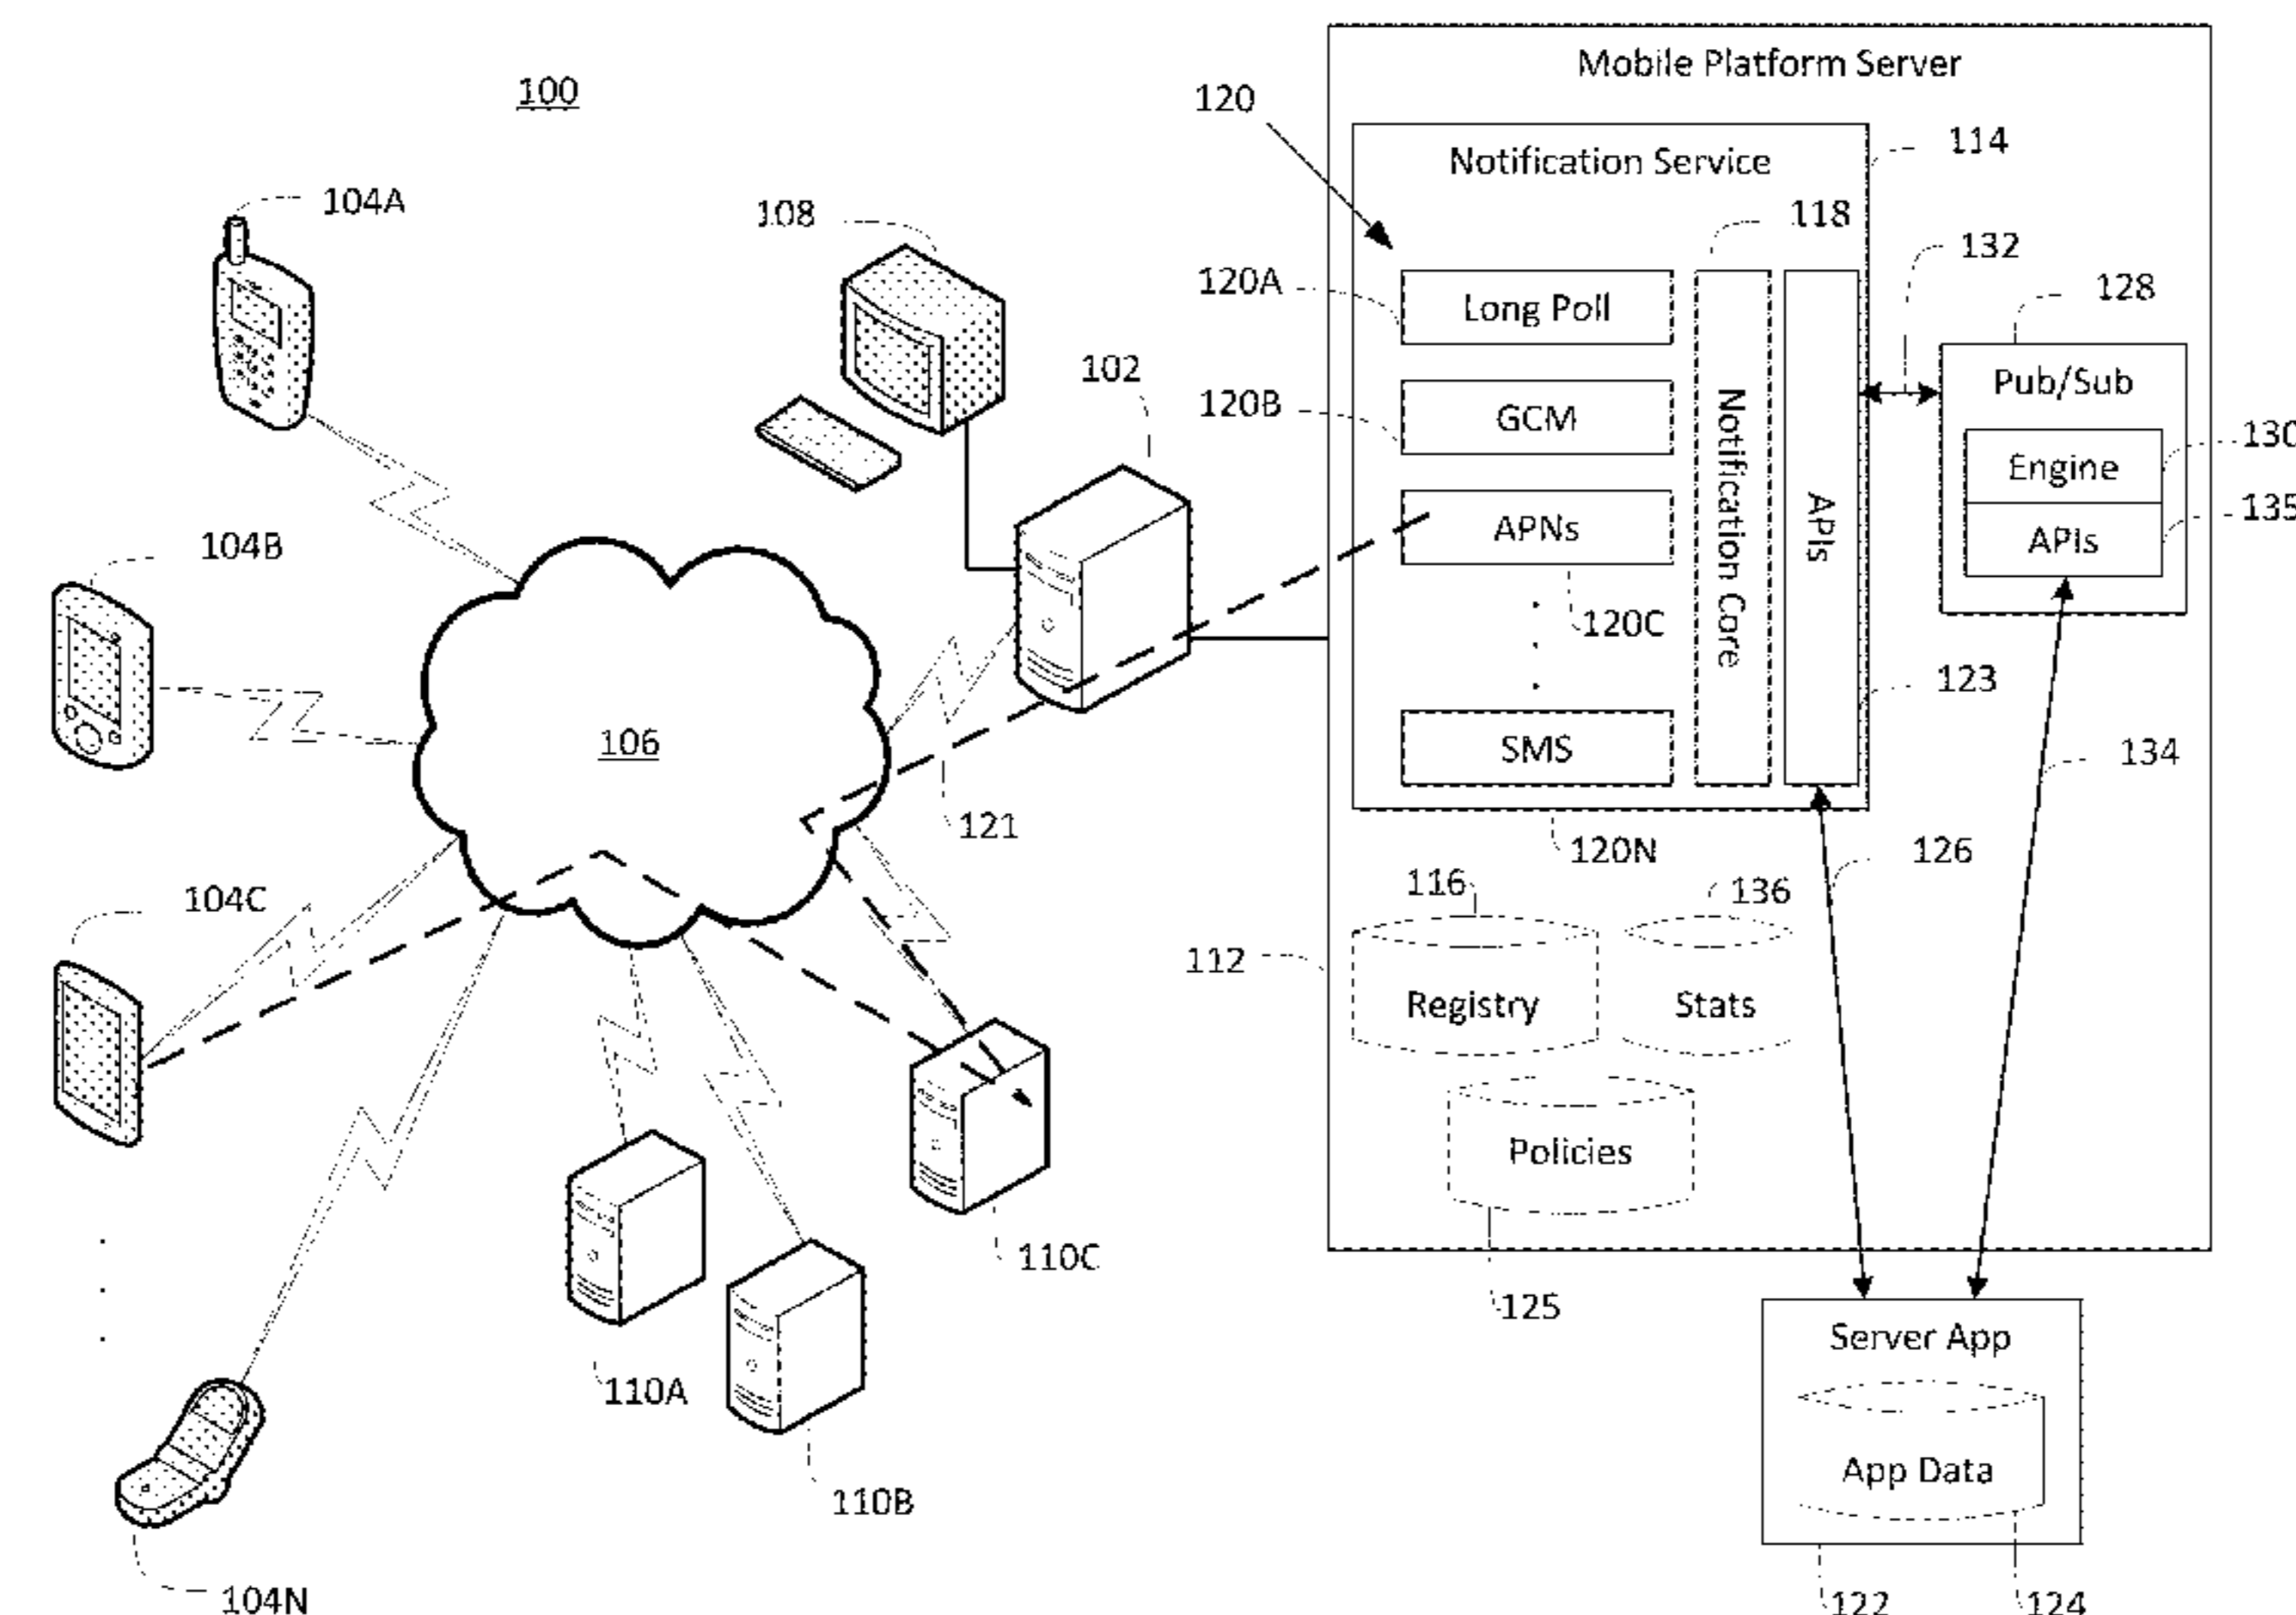 100
Mobile Platform Server
120
Notification Service
114
104A
108
118
132
120A
Long Poll
128
102
Pub/Sub
120B
GCM
130
Engine
135
APIs
104B
APNs
Notification Core
APIs
120C
123
106
SMS
134
121
120N
126
104C
116
136
112
Registry
Stats
Policies
110C
125
Server App
110A
App Data
110B
104N
122
124